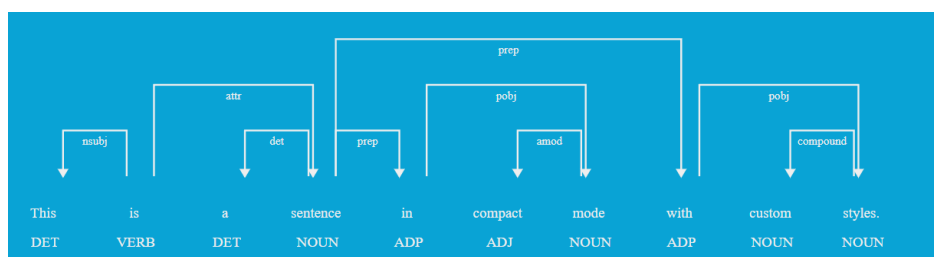 prep
attr pobj pobj
nsubj det prep amod compound
This is a sentence in compact mode with custom styles.
DET VERB DET NOUN ADP ADJ NOUN ADP NOUN NOUN